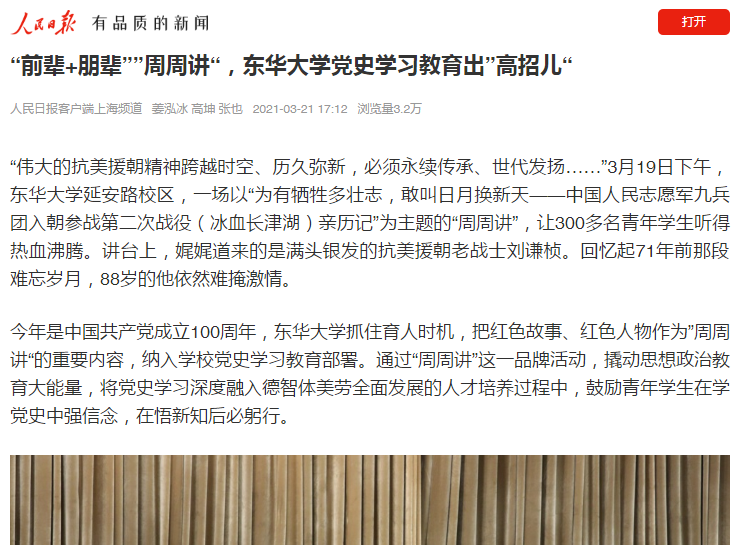 人民日报 有品质的新闻
打开
“前辈+朋辈””周周讲“，东华大学党史学习教育出”高招儿“
人民日报客户端上海频道 姜泓冰 高坤 张也 2021-03-21 17:12 浏览量3.2万
“伟大的抗美援朝精神跨越时空、历久弥新，必须永续传承、世代发扬……”3月19日下午，
东华大学延安路校区，一场以“为有牺牲多壮志，敢叫日月换新天——中国人民志愿军九兵
团入朝参战第二次战役（冰血长津湖）亲历记”为主题的“周周讲”，让300多名青年学生听得
热血沸腾。讲台上，娓娓道来的是满头银发的抗美援朝老战士刘谦桢。回忆起71年前那段
难忘岁月，88岁的他依然难掩激情。
今年是中国共产党成立100周年，东华大学抓住育人时机，把红色故事、红色人物作为”周周
讲“的重要内容，纳入学校党史学习教育部署。通过“周周讲”这一品牌活动，撬动思想政治教
育大能量，将党史学习深度融入德智体美劳全面发展的人才培养过程中，鼓励青年学生在学
党史中强信念，在悟新知后必躬行。